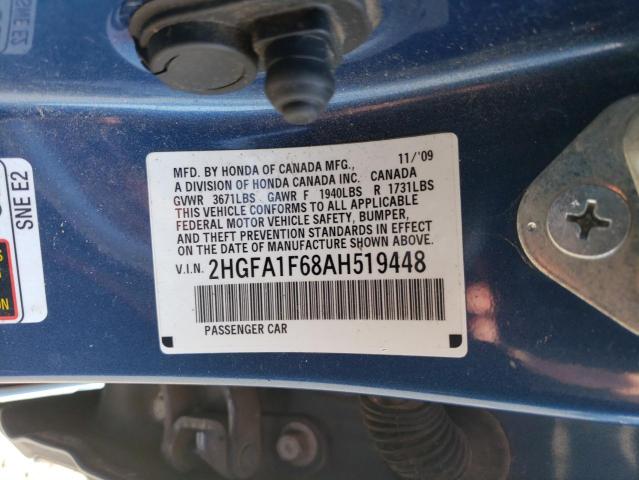 MFD. BY HONDA OF CANADA MFG., 11/'09
A DIVISION OF HONDA CANADA INC. CANADA
GVWR 3671LBS GAWR F 1940LBS R 1731LBS
THIS VEHICLE CONFORMS TO ALL APPLICABLE
FEDERAL MOTOR VEHICLE SAFETY, BUMPER,
AND THEFT PREVENTION STANDARDS IN EFFECT
ON THE DATE OF MANUFACTURE SHOWN ABOVE.
V.I.N. 2HGFA1F68AH519448
PASSENGER CAR
SNE E2
SNE E2